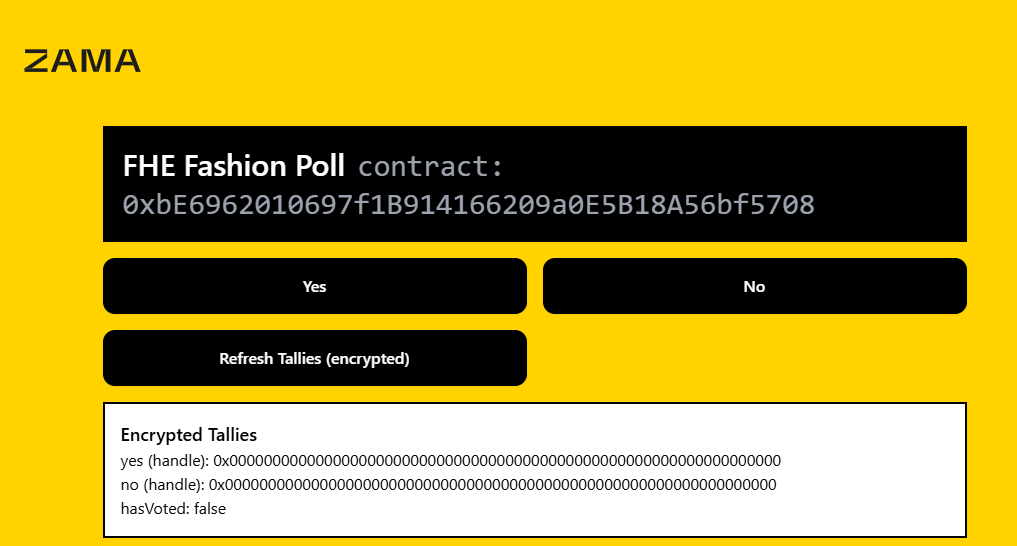 ZAMA
FHE Fashion Poll contract:
0xbE6962010697f1B914166209a0E5B18A56bf5708
Yes
No
Refresh Tallies (encrypted)
Encrypted Tallies
yes (handle): 0x0000000000000000000000000000000000000000000000000000000000000000
no (handle): 0x0000000000000000000000000000000000000000000000000000000000000000
hasVoted: false